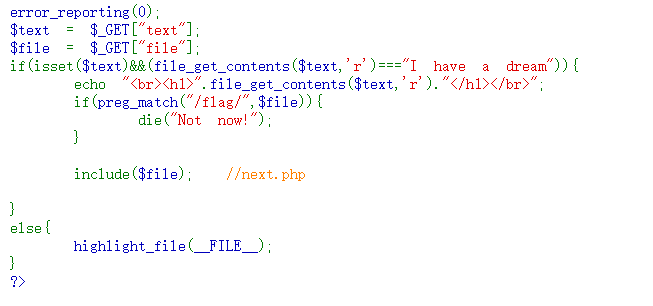 error_reporting(0);
$text = $_GET["text"];
$file = $_GET["file"];
if(isset($text)&&(file_get_contents($text,'r')==="I have a dream")){
echo "<br><h1>".file_get_contents($text,'r')."</h1></br>";
if(preg_match("/flag/",$file)){
die("Not now!");
}
include($file); //next.php
}
else{
highlight_file(__FILE__);
}
?>